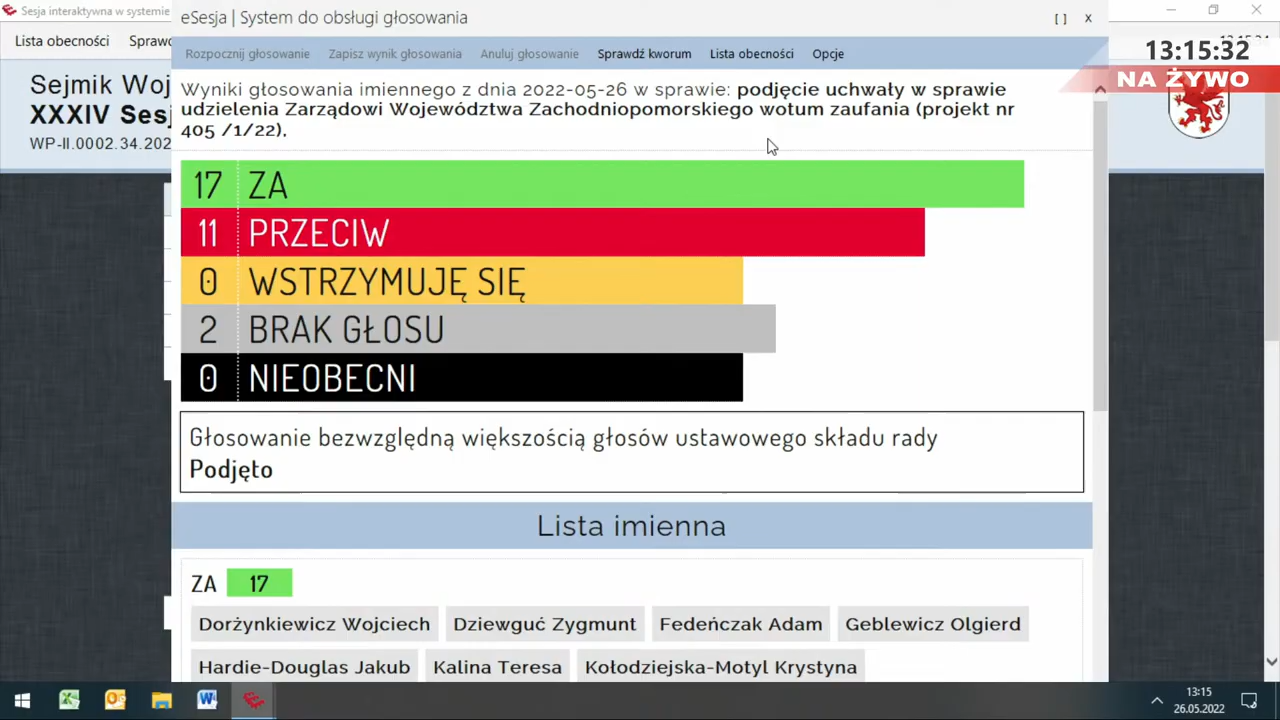 Sesja interaktywna w systemie
eSesja | System do obsługi głosowania
[ ] x
Lista obecności
Rozpocznij głosowanie Zapisz wynik głosowania Anuluj głosowanie Sprawdź kworum Lista obecności Opcje
13:15:32
NA ŻYWO
Sejmik Woj
XXXIV Sesj
WP-II.0002.34.202
Wyniki głosowania imiennego z dnia 2022-05-26 w sprawie: podjęcie uchwały w sprawie
udzielenia Zarządowi Województwa Zachodniopomorskiego wotum zaufania (projekt nr
405 /1/22).
17 ZA
11 PRZECIW
0 WSTRZYMUJĘ SIĘ
2 BRAK GŁOSU
0 NIEOBECNI
Głosowanie bezwzględną większością głosów ustawowego składu rady
Podjęto
Lista imienna
ZA 17
Dorżynkiewicz Wojciech Dziewguć Zygmunt Fedeńczak Adam Geblewicz Olgierd
Hardie-Douglas Jakub Kalina Teresa Kołodziejska-Motyl Krystyna
13:15
26.05.2022